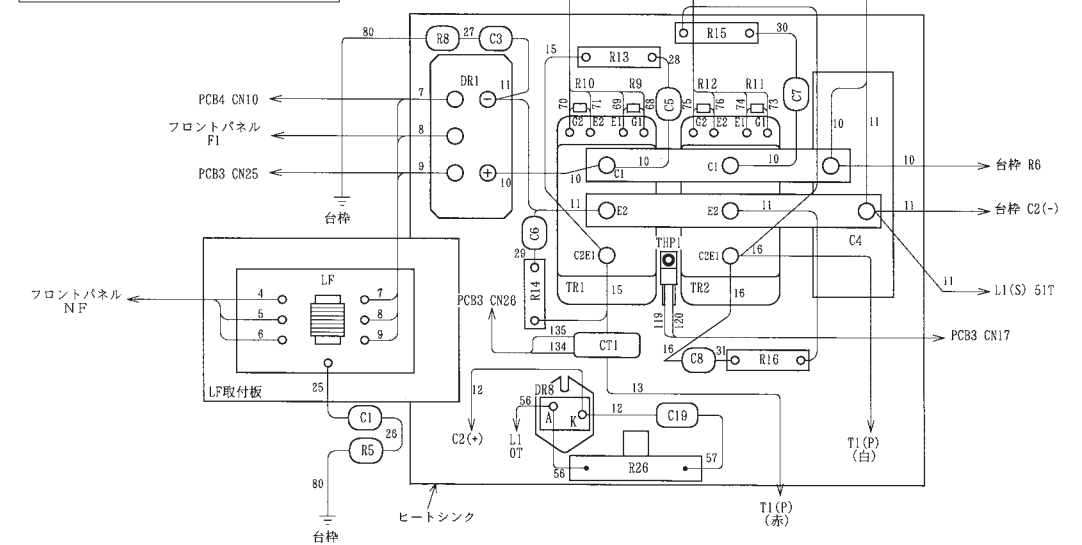 80
R8
27
C3
R15
30
15
R13
28
DR1
11
R10
R9
R12
R11
C7
7
PCB4 CN10
70
71
69
68
C5
75
76
74
73
フロントパネル
F1
8
G2
E2
E1
G1
G2
E2
E1
G1
10
11
PCB3 CN25
9
10
10
C1
10
C1
10
10
台枠 R6
台枠
11
E2
E2
11
11
台枠 C2(-)
C6
C4
29
C2E1
THP1
16
LF
フロントパネル
NF
4
5
6
7
8
9
PCB3 CN26
R14
TR1
15
TR2
16
11
L1(S) 51T
135
134
CT1
119
120
PCB3 CN17
16
C8
31
R16
LF取付板
25
12
DR8
13
C1
26
R5
56
A
K
12
C19
C2(+)
L1
0T
T1(P)
(白)
56
R26
57
80
ヒートシンク
T1(P)
(赤)
台枠